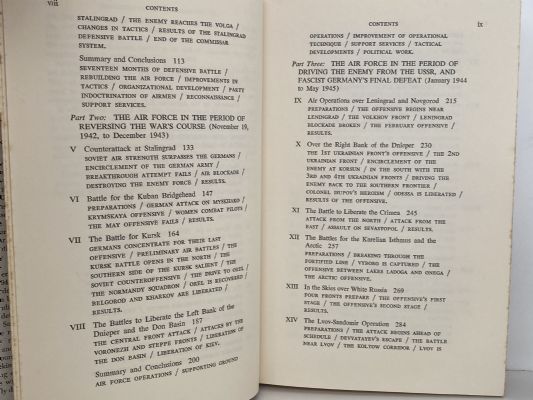 viii
CONTENTS
STALINGRAD / THE ENEMY REACHES THE VOLGA /
CHANGES IN TACTICS / RESULTS OF THE STALINGRAD
DEFENSIVE BATTLE / END OF THE COMMISSAR
SYSTEM.
Summary and Conclusions 113
SEVENTEEN MONTHS OF DEFENSIVE BATTLE /
REBUILDING THE AIR FORCE / IMPROVEMENTS IN
TACTICS / ORGANIZATIONAL DEVELOPMENT / PARTY
INDOCTRINATION OF AIRMEN / RECONNAISSANCE /
SUPPORT SERVICES.
Part Two: THE AIR FORCE IN THE PERIOD OF
REVERSING THE WAR'S COURSE (November 19,
1942, to December 1943)
V Counterattack at Stalingrad 133
SOVIET AIR STRENGTH SURPASSES THE GERMANS /
ENCIRCLEMENT OF THE GERMAN ARMY /
BREAKTHROUGH ATTEMPT FAILS / AIR BLOCKADE /
DESTROYING THE ENEMY FORCE / RESULTS.
VI Battle for the Kuban Bridgehead 147
PREPARATIONS / GERMAN ATTACK ON MYSKHAKO /
KRYMSKAYA OFFENSIVE / WOMEN COMBAT PILOTS /
THE MAY OFFENSIVE FAILS / RESULTS.
VII The Battle for Kursk 164
GERMANS CONCENTRATE FOR THEIR LAST
OFFENSIVE / PRELIMINARY AIR BATTLES / THE
KURSK BATTLE OPENS IN THE NORTH / THE
SOUTHERN SIDE OF THE KURSK SALIENT / THE
SOVIET COUNTEROFFENSIVE / THE DRIVE TO OREL /
THE NORMANDY SQUADRON / OREL IS RECOVERED /
BELGOROD AND KHARKOV ARE LIBERATED /
RESULTS.
VIII The Battles to Liberate the Left Bank of the
Dnieper and the Don Basin 187
THE CENTRAL FRONT ATTACK / ATTACKS BY THE
VORONEZH AND STEPPE FRONTS / LIBERATION OF
THE DON BASIN / LIBERATION OF KIEV.
Summary and Conclusions 200
AIR FORCE OPERATIONS / SUPPORTING GROUND
CONTENTS
ix
OPERATIONS / IMPROVEMENT OF OPERATIONAL
TECHNIQUE / SUPPORT SERVICES / TACTICAL
DEVELOPMENTS / POLITICAL WORK.
Part Three: THE AIR FORCE IN THE PERIOD OF
DRIVING THE ENEMY FROM THE USSR, AND
FASCIST GERMANY'S FINAL DEFEAT (January 1944
to May 1945)
IX Air Operations over Leningrad and Novgorod 215
PREPARATIONS / THE OFFENSIVE BEGINS NEAR
LENINGRAD / THE VOLKHOV FRONT / LENINGRAD
BLOCKADE BROKEN / THE FEBRUARY OFFENSIVE /
RESULTS.
X Over the Right Bank of the Dnieper 230
THE 1ST UKRAINIAN FRONT'S OFFENSIVE / THE 2ND
UKRAINIAN FRONT / ENCIRCLEMENT OF THE
ENEMY AT KORSUN / IN THE SOUTH WITH THE
3RD AND 4TH UKRAINIAN FRONTS / DRIVING THE
ENEMY BACK TO THE SOUTHERN FRONTIER /
COLONEL DUPOV'S HEROISM / ODESSA IS LIBERATED /
RESULTS OF THE OFFENSIVE.
XI The Battle to Liberate the Crimea 245
ATTACK FROM THE NORTH / ATTACK FROM THE
EAST / ASSAULT ON SEVASTOPOL / RESULTS.
XII The Battles for the Karelian Isthmus and the
Arctic 257
PREPARATIONS / BREAKING THROUGH THE
FORTIFIED LINE / VYBORG IS CAPTURED / THE
OFFENSIVE BETWEEN LAKES LADOGA AND ONEGA /
THE ARCTIC OFFENSIVE.
XIII In the Skies over White Russia 269
FOUR FRONTS PREPARE / THE OFFENSIVE'S FIRST
STAGE / THE OFFENSIVE'S SECOND STAGE /
RESULTS.
XIV The Lvov-Sandomir Operation 284
PREPARATIONS / THE ATTACK BEGINS AHEAD OF
SCHEDULE / DEVYATAYEV'S ESCAPE / THE BATTLE
NEAR LVOV / THE KOLTOW CORRIDOR / LVOV IS